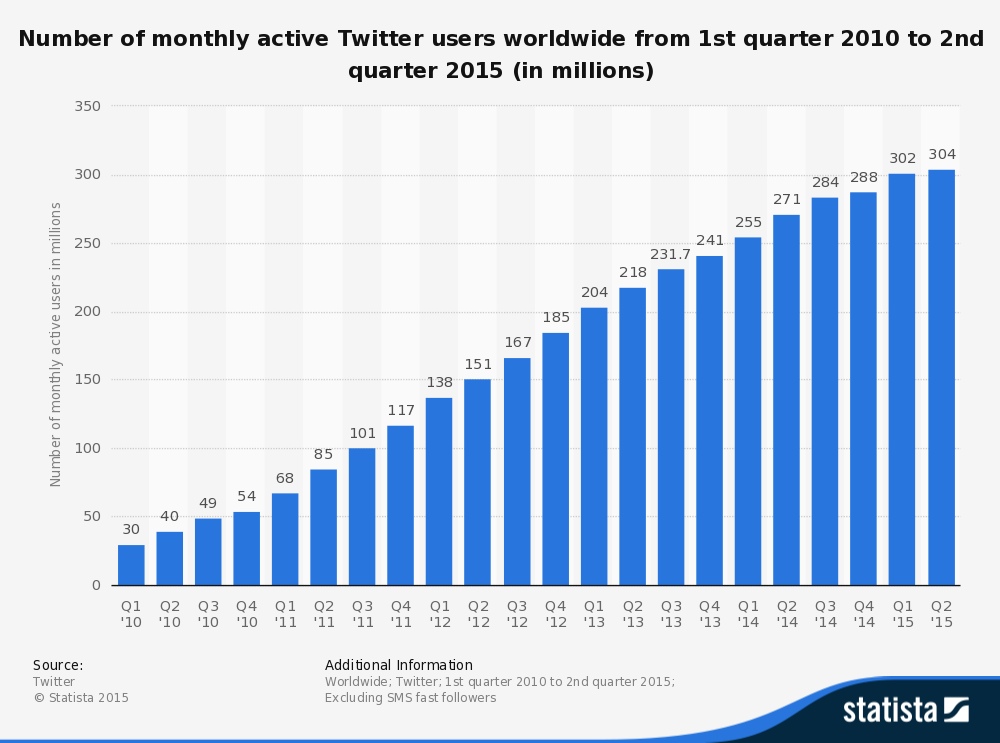 Number of monthly active Twitter users worldwide from 1st quarter 2010 to 2nd
quarter 2015 (in millions)
Number of monthly active users in millions
350
300
250
200
150
100
50
0
30
40
49
54
68
85
101
117
138
151
167
185
204
218
231.7
241
255
271
284
288
302
304
Q1 Q2 Q3 Q4 Q1 Q2 Q3 Q4 Q1 Q2 Q3 Q4 Q1 Q2 Q3 Q4 Q1 Q2 Q3 Q4 Q1 Q2
'10 '10 '10 '10 '11 '11 '11 '11 '12 '12 '12 '12 '13 '13 '13 '13 '14 '14 '14 '14 '15 '15
Source:
Twitter
© Statista 2015
Additional Information
Worldwide; Twitter; 1st quarter 2010 to 2nd quarter 2015;
Excluding SMS fast followers
statista